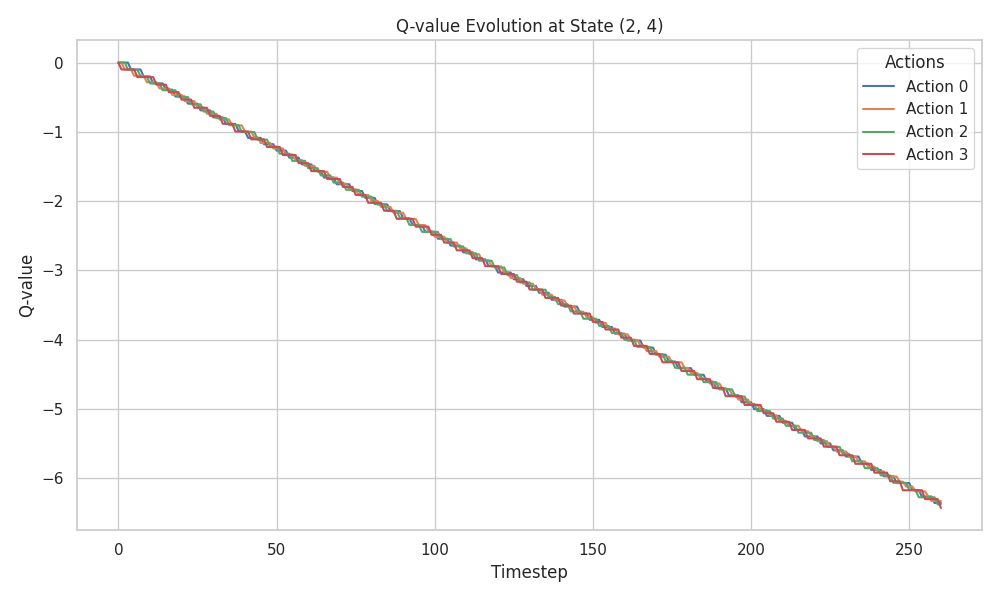 Q-value Evolution at State (2, 4)
Actions
Action 0
Action 1
Action 2
Action 3
Q-value
0
−1
−2
−3
−4
−5
−6
0 50 100 150 200 250
Timestep